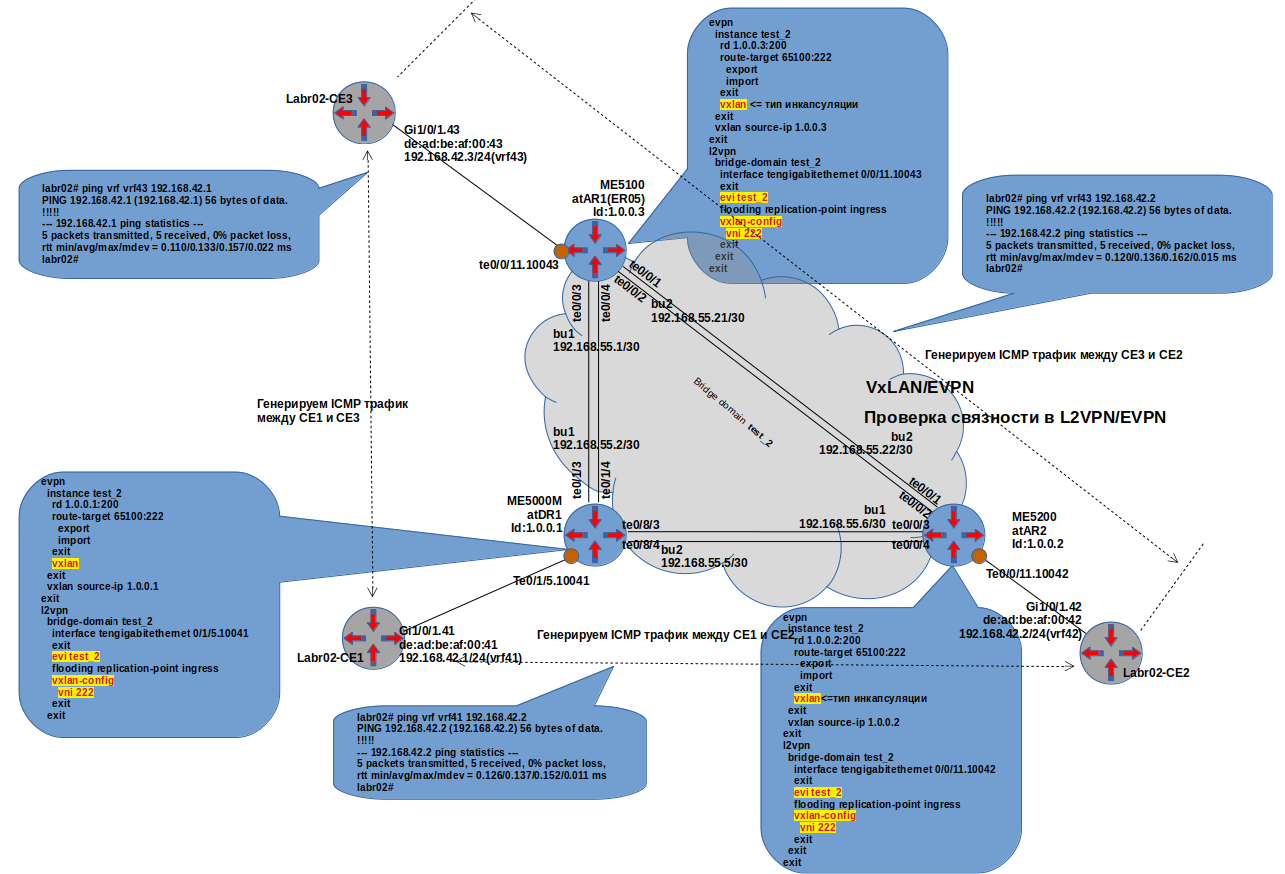 evpn
instance test_2
rd 1.0.0.3:200
route-target 65100:222
export
import
exit
vxlan <= тип инкапсуляции
exit
vxlan source-ip 1.0.0.3
exit
l2vpn
bridge-domain test_2
interface tengigabitethernet 0/0/11.10043
exit
evi test_2
flooding replication-point ingress
vxlan-config
vni 222
exit
exit
exit
Labr02-CE3
Gi1/0/1.43
de:ad:be:af:00:43
192.168.42.3/24(vrf43)
labr02# ping vrf vrf43 192.168.42.1
PING 192.168.42.1 (192.168.42.1) 56 bytes of data.
!!!!!
--- 192.168.42.1 ping statistics ---
5 packets transmitted, 5 received, 0% packet loss,
rtt min/avg/max/mdev = 0.110/0.133/0.157/0.022 ms
labr02#
ME5100
atAR1(ER05)
Id:1.0.0.3
labr02# ping vrf vrf43 192.168.42.2
PING 192.168.42.2 (192.168.42.2) 56 bytes of data.
!!!!!
--- 192.168.42.2 ping statistics ---
5 packets transmitted, 5 received, 0% packet loss,
rtt min/avg/max/mdev = 0.120/0.136/0.162/0.015 ms
labr02#
te0/0/11.10043
te0/0/3
te0/0/4
te0/0/1
te0/0/2
bu2
192.168.55.21/30
bu1
192.168.55.1/30
Генерируем ICMP трафик между CE3 и CE2
VxLAN/EVPN
Проверка связности в L2VPN/EVPN
Bridge domain test_2
Генерируем ICMP трафик
между CE1 и CE3
bu1
192.168.55.2/30
bu2
192.168.55.22/30
te0/1/3
te0/1/4
te0/0/1
te0/0/2
ME5000M
atDR1
Id:1.0.0.1
te0/8/3
te0/8/4
bu2
192.168.55.5/30
bu1
192.168.55.6/30
te0/0/3
te0/0/4
ME5200
atAR2
Id:1.0.0.2
evpn
instance test_2
rd 1.0.0.1:200
route-target 65100:222
export
import
exit
vxlan
exit
vxlan source-ip 1.0.0.1
exit
l2vpn
bridge-domain test_2
interface tengigabitethernet 0/1/5.10041
exit
evi test_2
flooding replication-point ingress
vxlan-config
vni 222
exit
exit
Te0/1/5.10041
Te0/0/11.10042
Gi1/0/1.41
de:ad:be:af:00:41
192.168.42.1/24(vrf41)
Labr02-CE1
Генерируем ICMP трафик между CE1 и CE2
Gi1/0/1.42
de:ad:be:af:00:42
192.168.42.2/24(vrf42)
Labr02-CE2
labr02# ping vrf vrf41 192.168.42.2
PING 192.168.42.2 (192.168.42.2) 56 bytes of data.
!!!!!
--- 192.168.42.2 ping statistics ---
5 packets transmitted, 5 received, 0% packet loss,
rtt min/avg/max/mdev = 0.126/0.137/0.152/0.011 ms
labr02#
evpn
instance test_2
rd 1.0.0.2:200
route-target 65100:222
export
import
exit
vxlan<=тип инкапсуляции
exit
vxlan source-ip 1.0.0.2
exit
l2vpn
bridge-domain test_2
interface tengigabitethernet 0/0/11.10042
exit
evi test_2
flooding replication-point ingress
vxlan-config
vni 222
exit
exit
exit